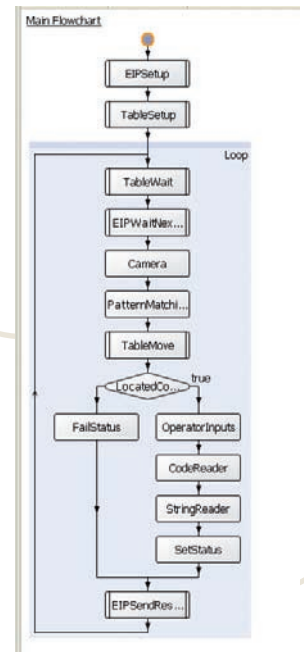 Main Flowchart
EIPSetup
TableSetup
Loop
TableWait
EIPWaitNex...
Camera
PatternMatchi...
TableMove
LocatedCo...
true
FailStatus
OperatorInputs
CodeReader
StringReader
SetStatus
EIPSendRes...